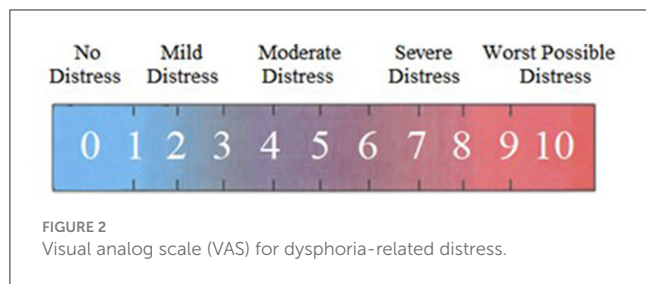 No Mild Moderate Severe Worst Possible
Distress Distress Distress Distress Distress
0 1 2 3 4 5 6 7 8 9 10
FIGURE 2
Visual analog scale (VAS) for dysphoria-related distress.